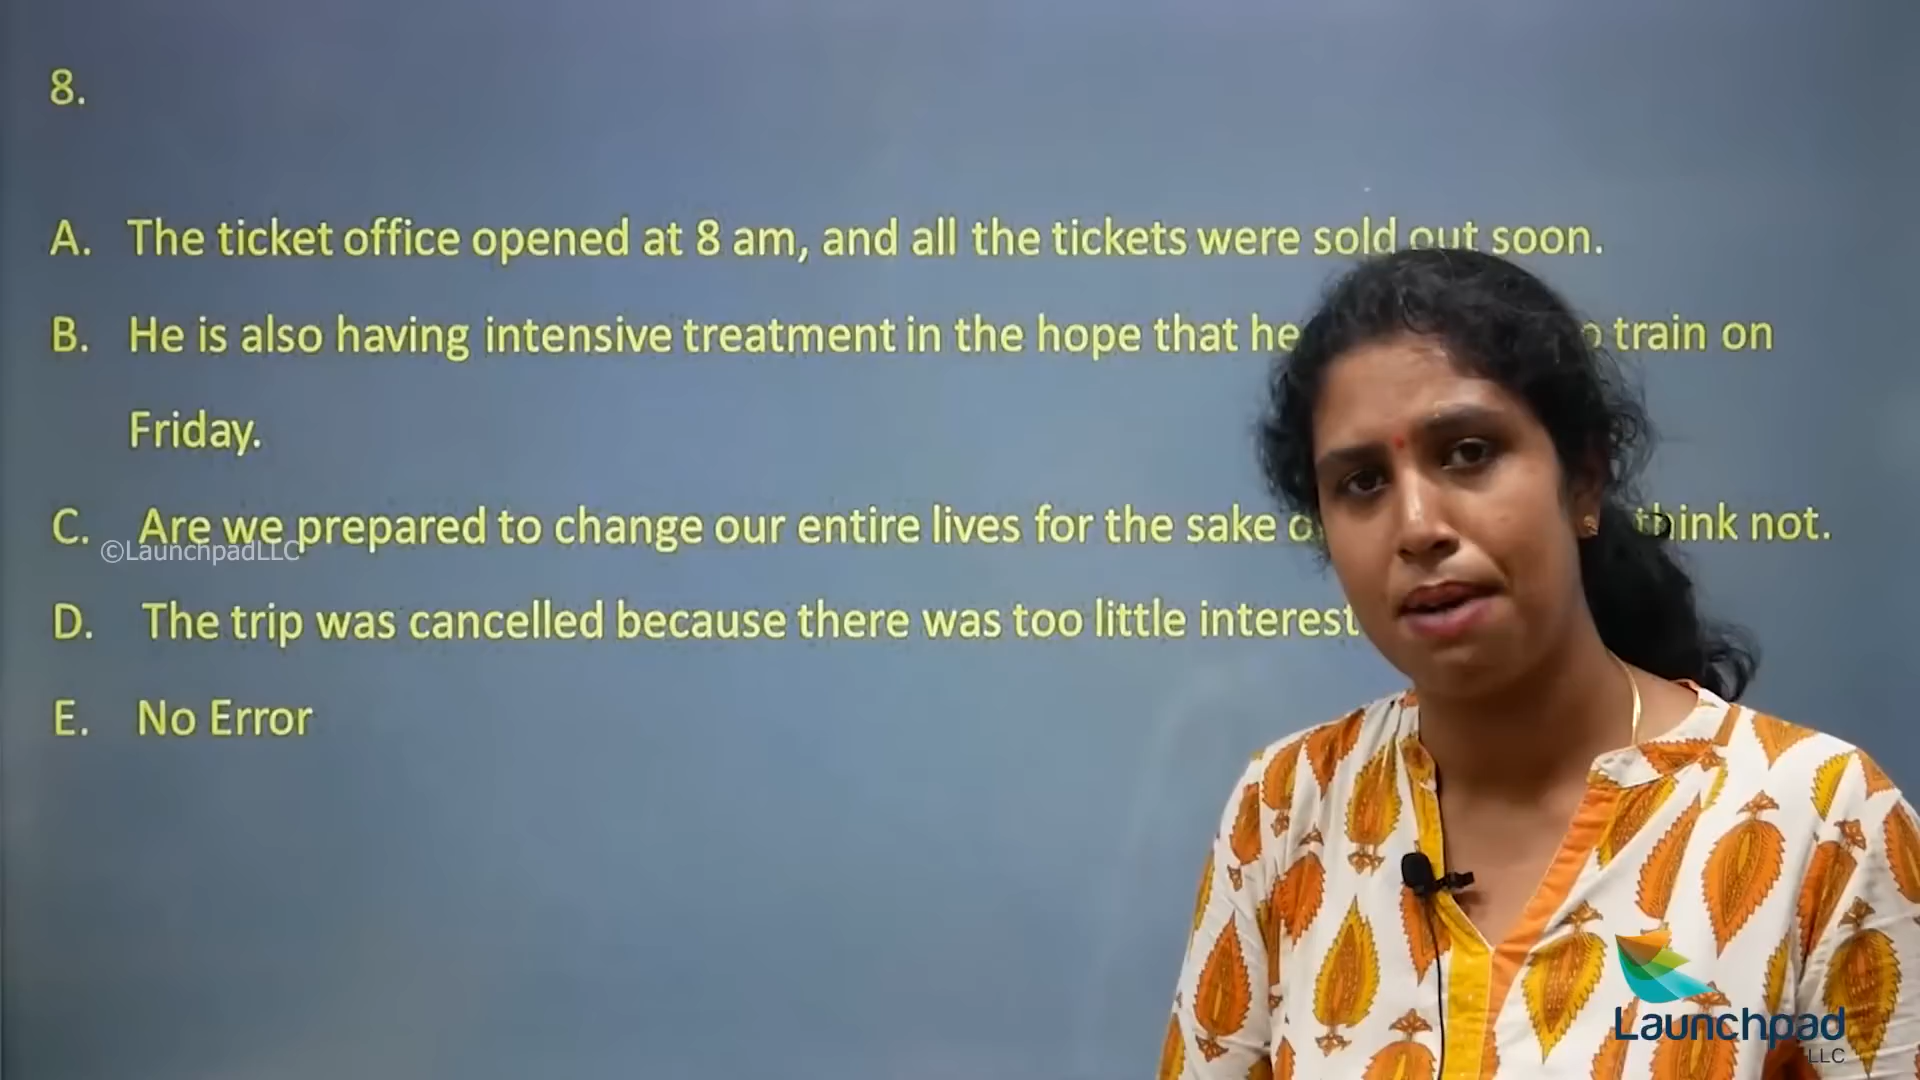 8.
A. The ticket office opened at 8 am, and all the tickets were sold out soon.
B. He is also having intensive treatment in the hope that he train on
Friday.
C. Are we prepared to change our entire lives for the sake think not.
©LaunchpadLLC
D. The trip was cancelled because there was too little interest
E. No Error
Launchpad
LLC